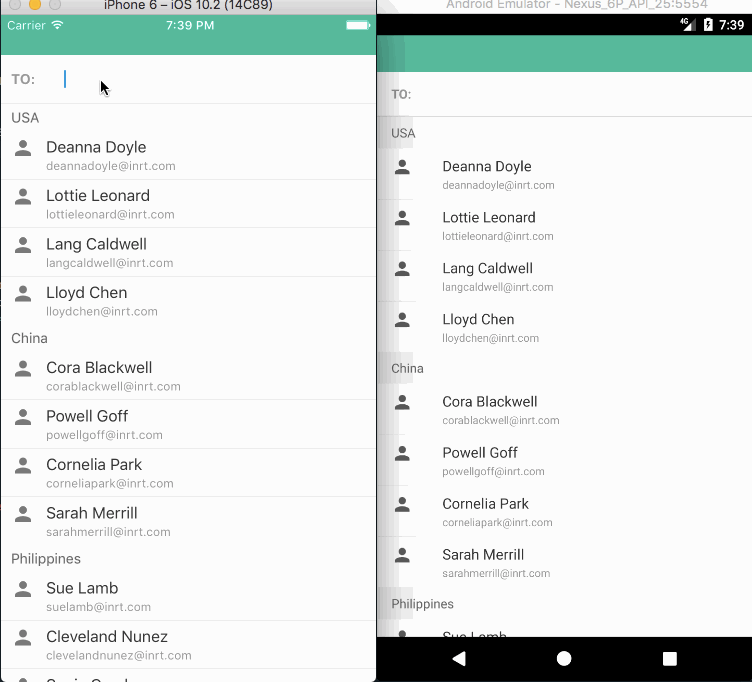 iPhone 6 – iOS 10.2 (14C89)
Carrier 7:39 PM
TO:
USA
Deanna Doyle
deannadoyle@inrt.com
Lottie Leonard
lottieleonard@inrt.com
Lang Caldwell
langcaldwell@inrt.com
Lloyd Chen
lloydchen@inrt.com
China
Cora Blackwell
corablackwell@inrt.com
Powell Goff
powellgoff@inrt.com
Cornelia Park
corneliapark@inrt.com
Sarah Merrill
sarahmerrill@inrt.com
Philippines
Sue Lamb
suelamb@inrt.com
Cleveland Nunez
clevelandnunez@inrt.com
Android Emulator - Nexus_6P_API_25:5554
4G 7:39
TO:
USA
Deanna Doyle
deannadoyle@inrt.com
Lottie Leonard
lottieleonard@inrt.com
Lang Caldwell
langcaldwell@inrt.com
Lloyd Chen
lloydchen@inrt.com
China
Cora Blackwell
corablackwell@inrt.com
Powell Goff
powellgoff@inrt.com
Cornelia Park
corneliapark@inrt.com
Sarah Merrill
sarahmerrill@inrt.com
Philippines
Sue Lamb